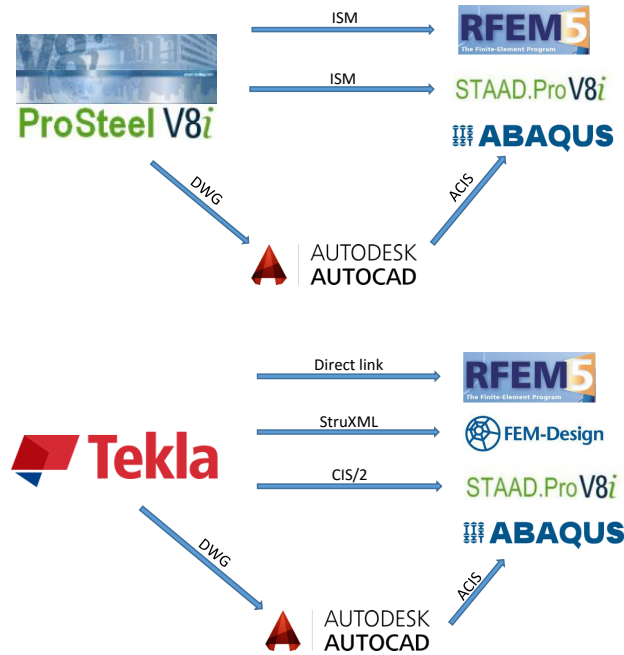 ISM
RFEM5
The Finite-Element Program
V8i
ISM
STAAD.Pro V8i
ProSteel V8i
ABAQUS
DWG
ACIS
AUTODESK
AUTOCAD
Direct link
RFEM5
The Finite-Element Program
StruXML
FEM-Design
Tekla
CIS/2
STAAD.Pro V8i
ABAQUS
DWG
ACIS
AUTODESK
AUTOCAD